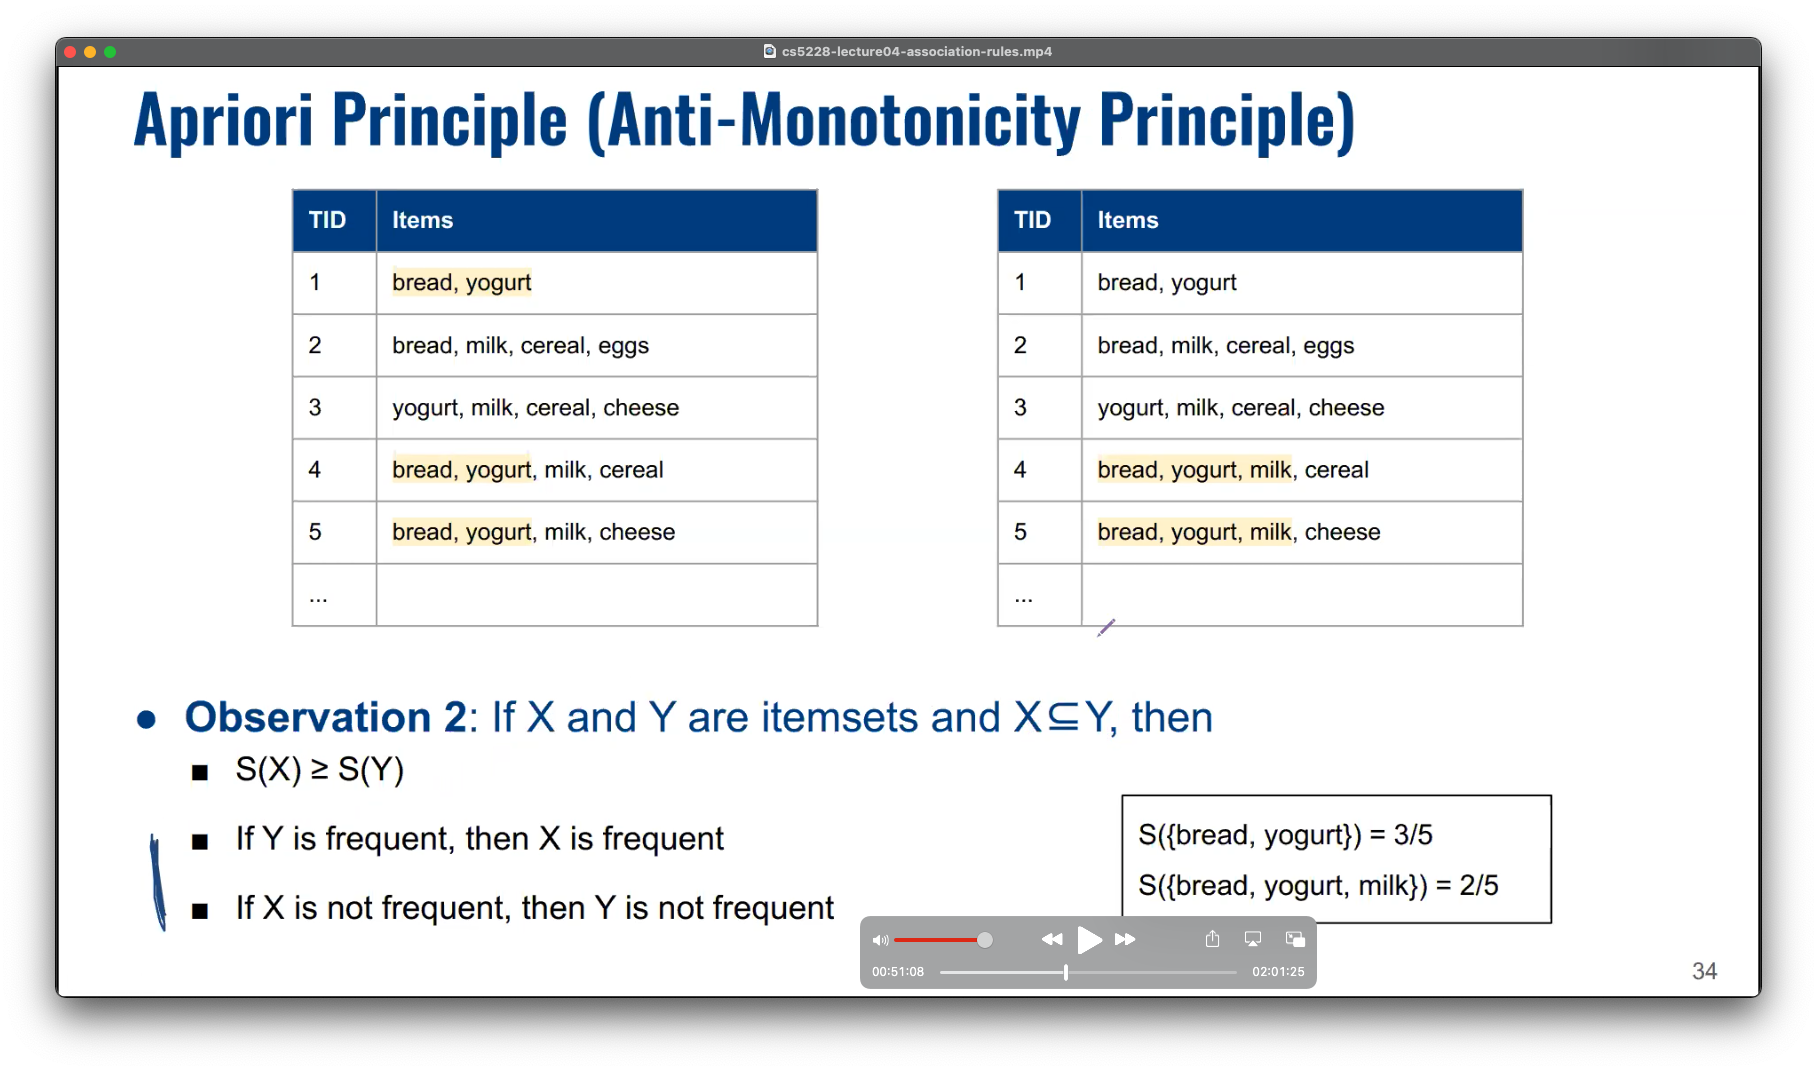 cs5228-lecture04-association-rules.mp4
Apriori Principle (Anti-Monotonicity Principle)
TID Items
1 bread, yogurt
2 bread, milk, cereal, eggs
3 yogurt, milk, cereal, cheese
4 bread, yogurt, milk, cereal
5 bread, yogurt, milk, cheese
...
TID Items
1 bread, yogurt
2 bread, milk, cereal, eggs
3 yogurt, milk, cereal, cheese
4 bread, yogurt, milk, cereal
5 bread, yogurt, milk, cheese
...
● Observation 2: If X and Y are itemsets and X⊆Y, then
■ S(X) ≥ S(Y)
■ If Y is frequent, then X is frequent
■ If X is not frequent, then Y is not frequent
S({bread, yogurt}) = 3/5
S({bread, yogurt, milk}) = 2/5
00:51:08 02:01:25
34